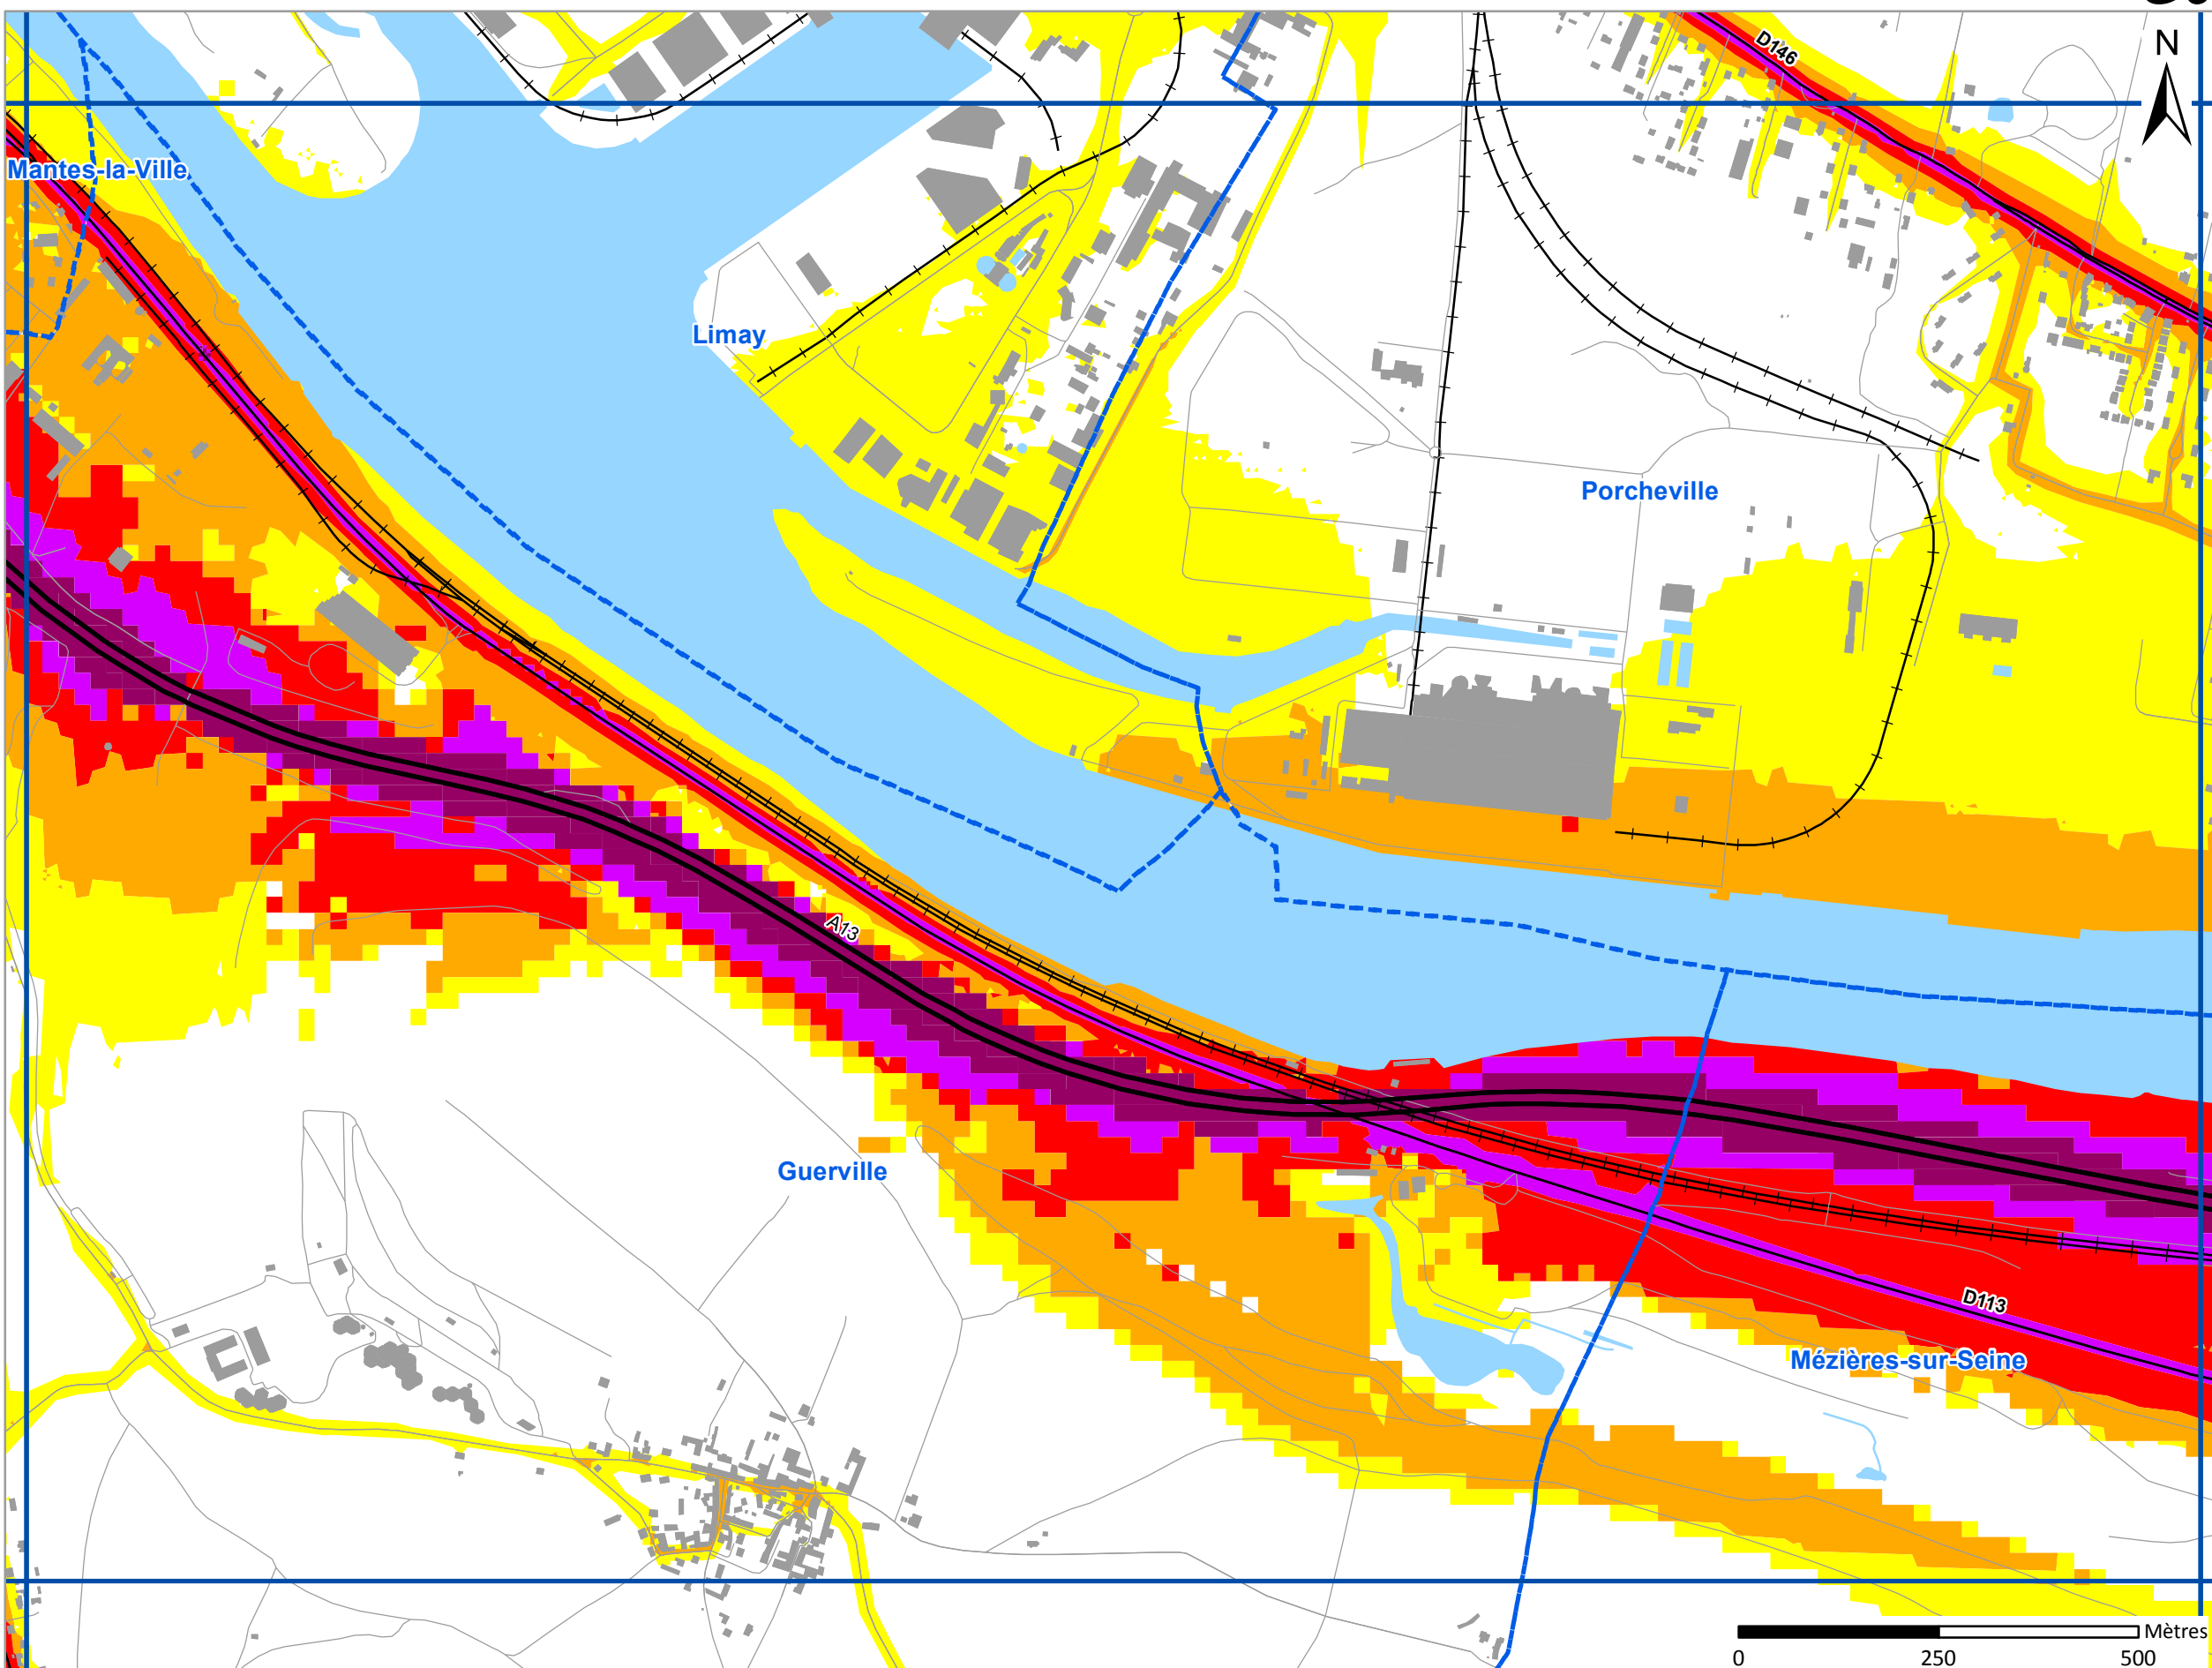 D146
N
Mantes-la-Ville
Limay
Porcheville
A13
Guerville
D113
Mézières-sur-Seine
Mètres
0 250 500